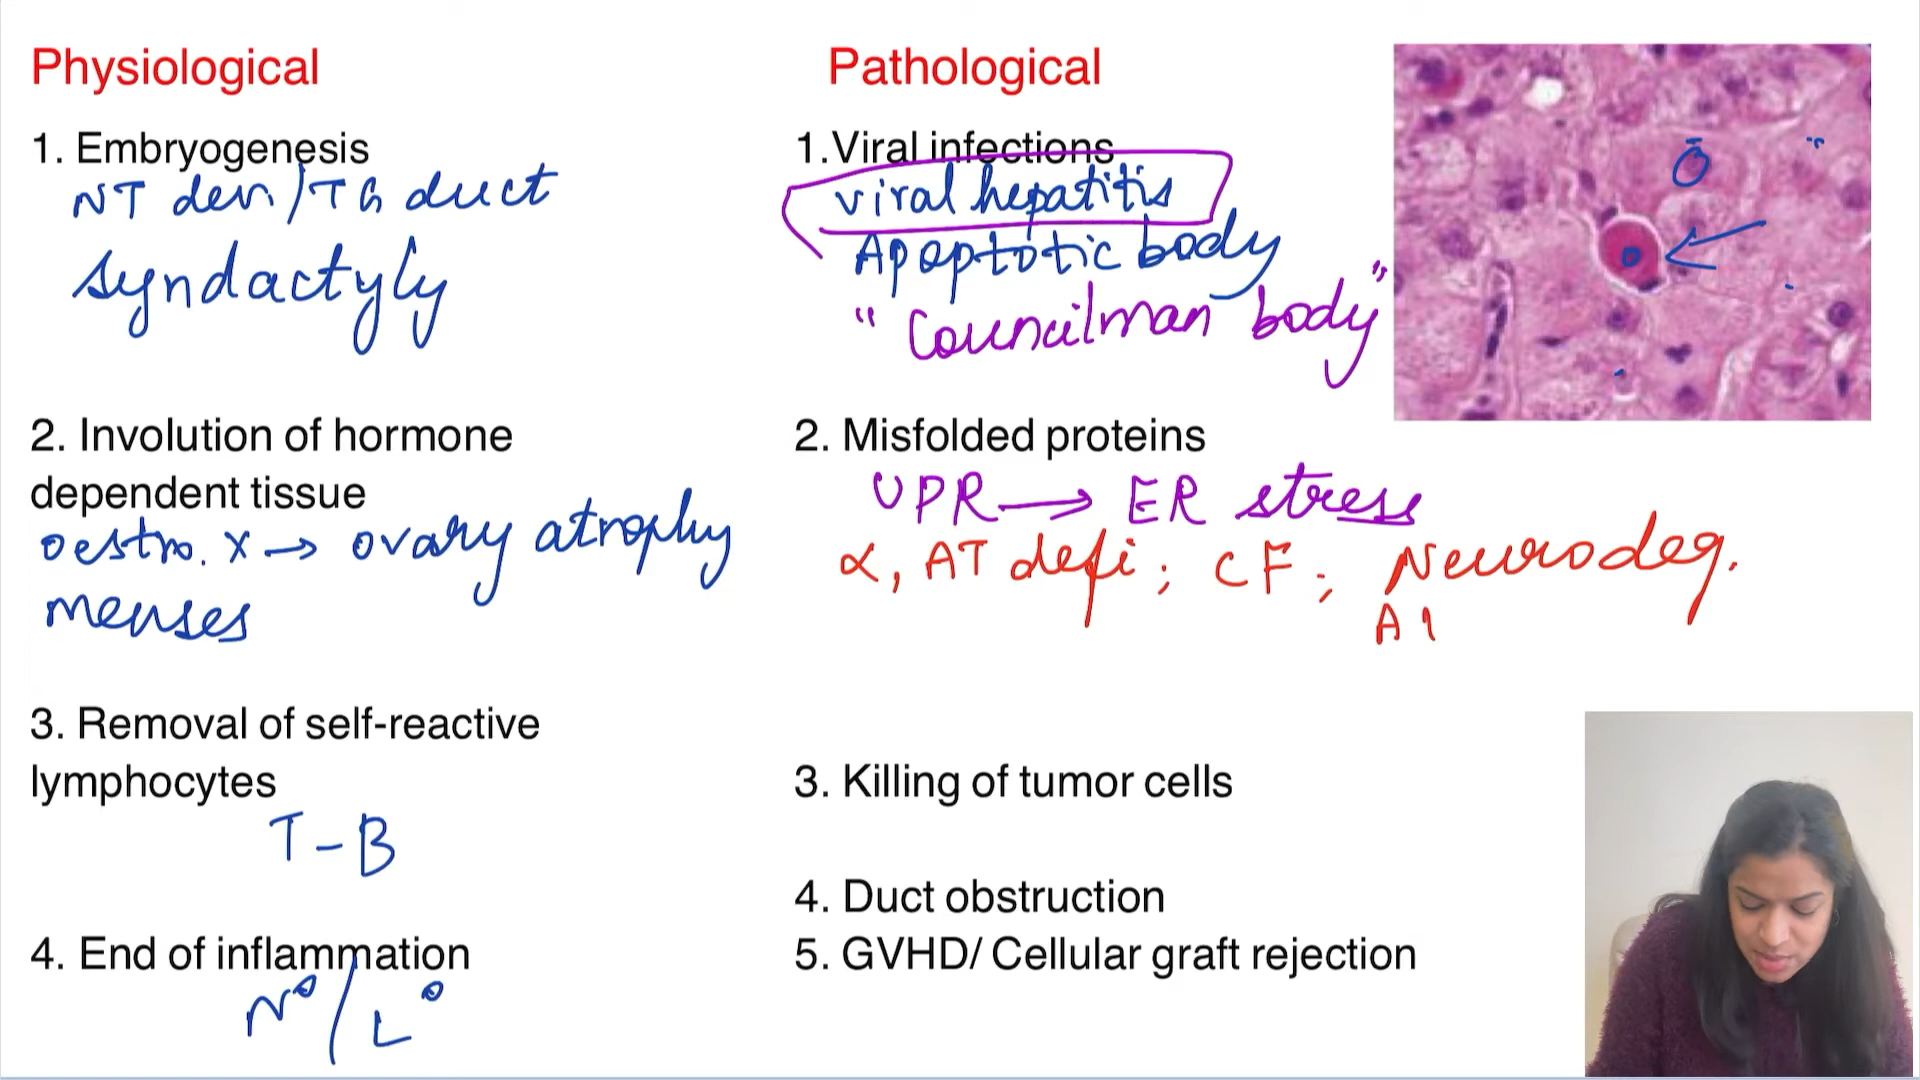 Physiological
1. Embryogenesis
NT dev. / TG duct
syndactyly
2. Involution of hormone
dependent tissue
oestro. x → ovary atrophy
menses
3. Removal of self-reactive
lymphocytes
T - B
4. End of inflammation
N° / L°
Pathological
1.Viral infections
viral hepatitis
Apoptotic body
"Councilman body"
2. Misfolded proteins
UPR → ER stress
α, AT defi ; CF ; Neurodeg.
A
3. Killing of tumor cells
4. Duct obstruction
5. GVHD/ Cellular graft rejection